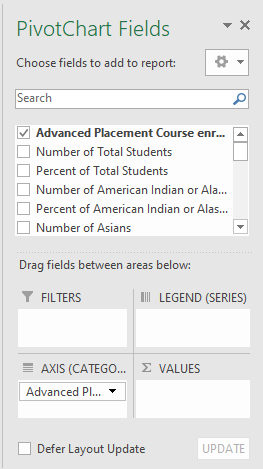 PivotChart Fields
Choose fields to add to report:
Search
Advanced Placement Course enr...
Number of Total Students
Percent of Total Students
Number of American Indian or Ala...
Percent of American Indian or Alas...
Number of Asians
Drag fields between areas below:
FILTERS
LEGEND (SERIES)
AXIS (CATEGO...
VALUES
Advanced Pl...
Defer Layout Update
UPDATE